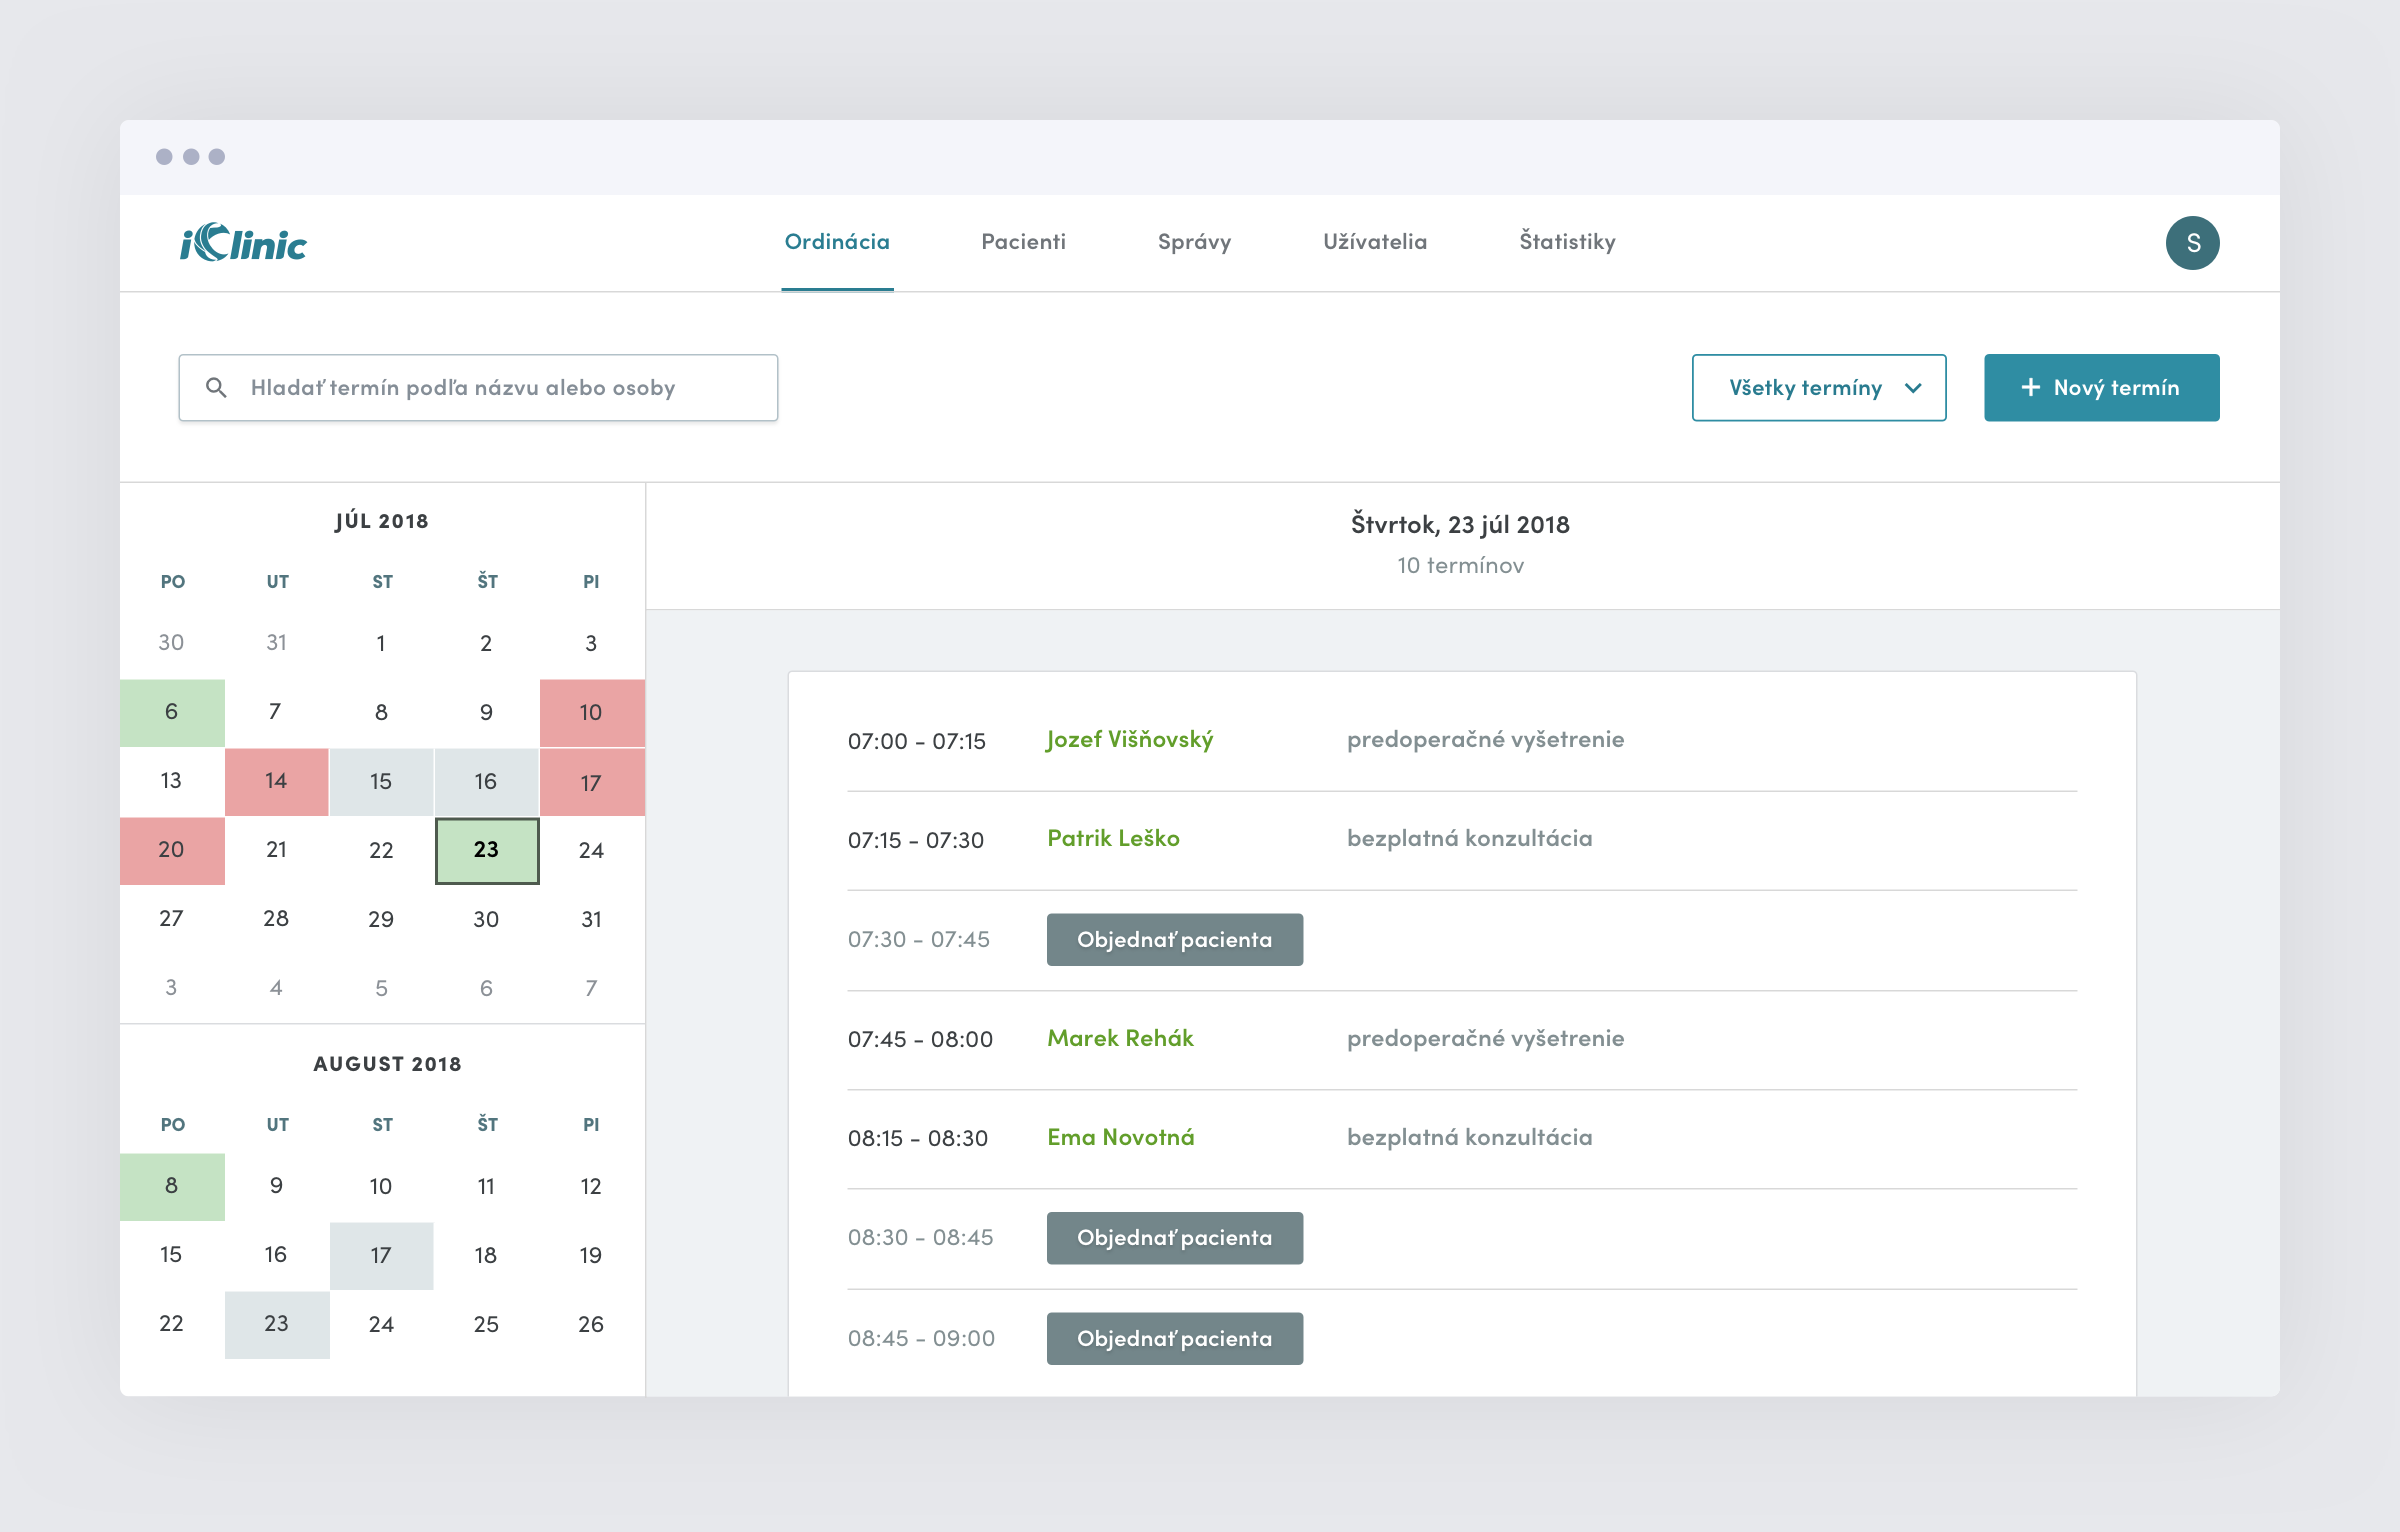 iClinic
Ordinácia Pacienti Správy Užívatelia Štatistiky S
Hladať termín podľa názvu alebo osoby Všetky termíny + Nový termín
JÚL 2018
PO UT ST ŠT PI
30 31 1 2 3
6 7 8 9 10
13 14 15 16 17
20 21 22 23 24
27 28 29 30 31
3 4 5 6 7
AUGUST 2018
PO UT ST ŠT PI
8 9 10 11 12
15 16 17 18 19
22 23 24 25 26
Štvrtok, 23 júl 2018
10 termínov
07:00 - 07:15 Jozef Višňovský predoperačné vyšetrenie
07:15 - 07:30 Patrik Leško bezplatná konzultácia
07:30 - 07:45 Objednať pacienta
07:45 - 08:00 Marek Rehák predoperačné vyšetrenie
08:15 - 08:30 Ema Novotná bezplatná konzultácia
08:30 - 08:45 Objednať pacienta
08:45 - 09:00 Objednať pacienta